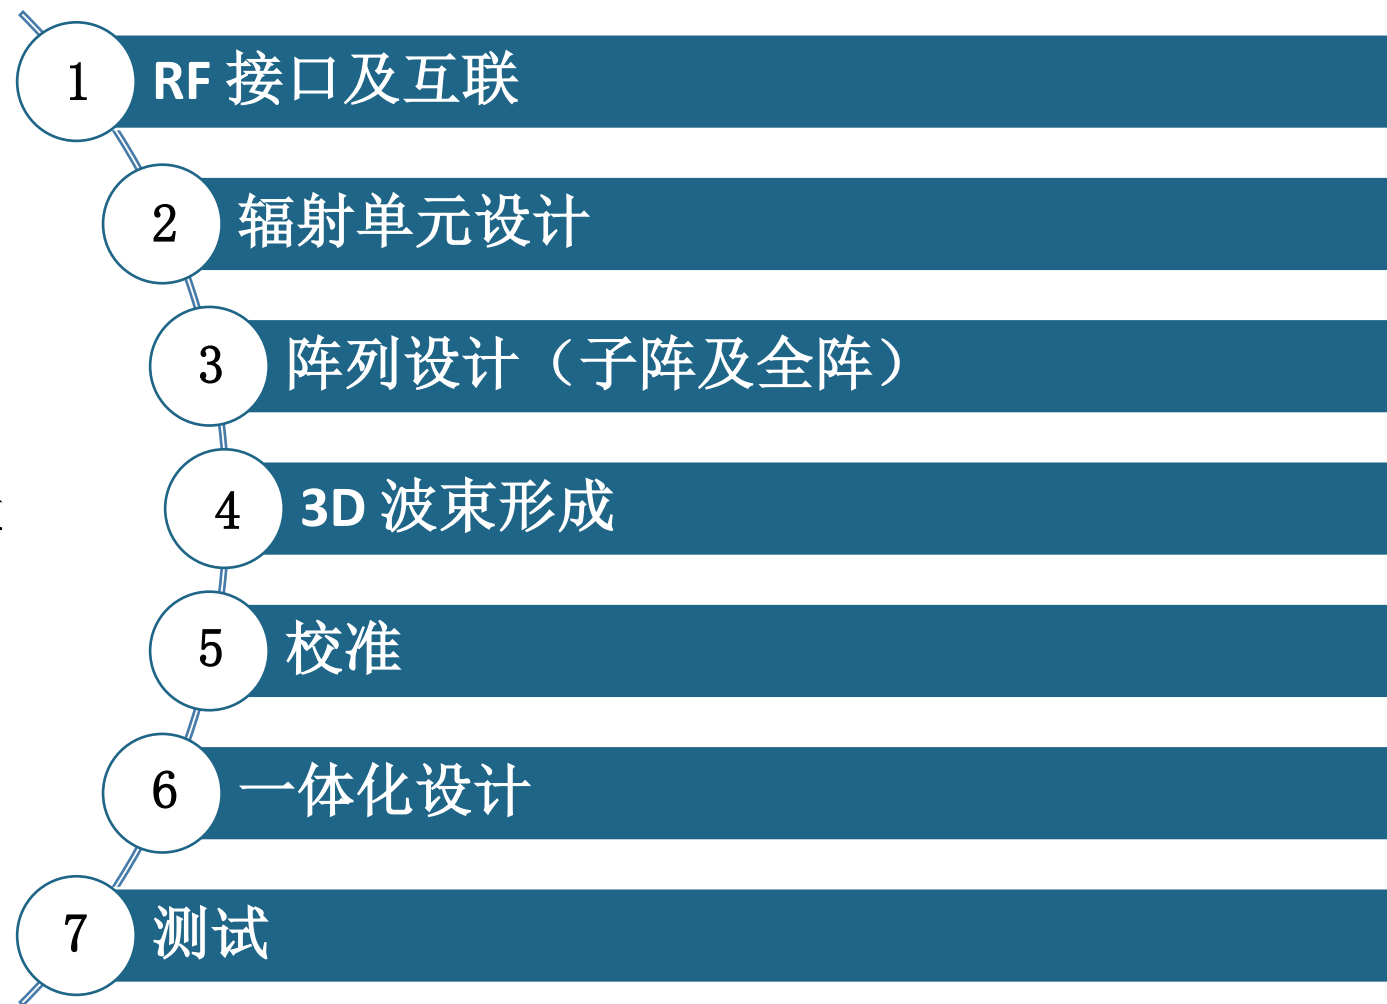 1 RF 接口及互联
2 辐射单元设计
3 阵列设计（子阵及全阵）
4 3D 波束形成
5 校准
6 一体化设计
7 测试